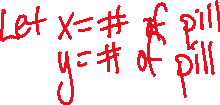 Let x = # of pill
y = # of pill